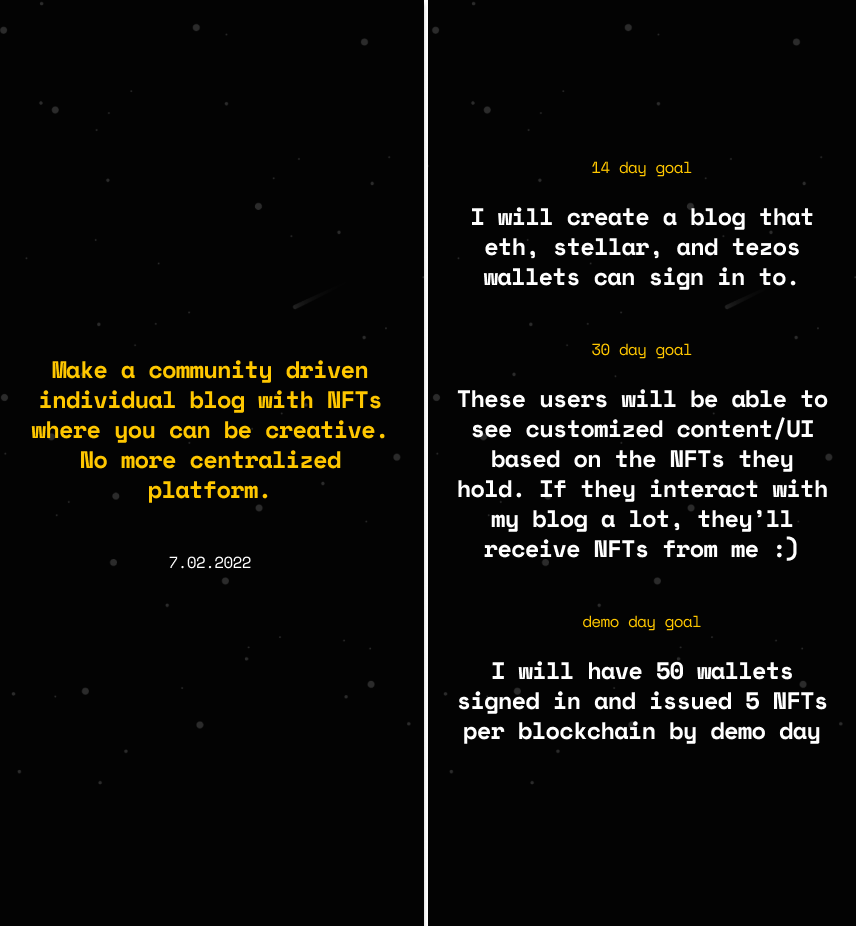 Make a community driven
individual blog with NFTs
where you can be creative.
No more centralized
platform.
7.02.2022
14 day goal
I will create a blog that
eth, stellar, and tezos
wallets can sign in to.
30 day goal
These users will be able to
see customized content/UI
based on the NFTs they
hold. If they interact with
my blog a lot, they’ll
receive NFTs from me :)
demo day goal
I will have 50 wallets
signed in and issued 5 NFTs
per blockchain by demo day